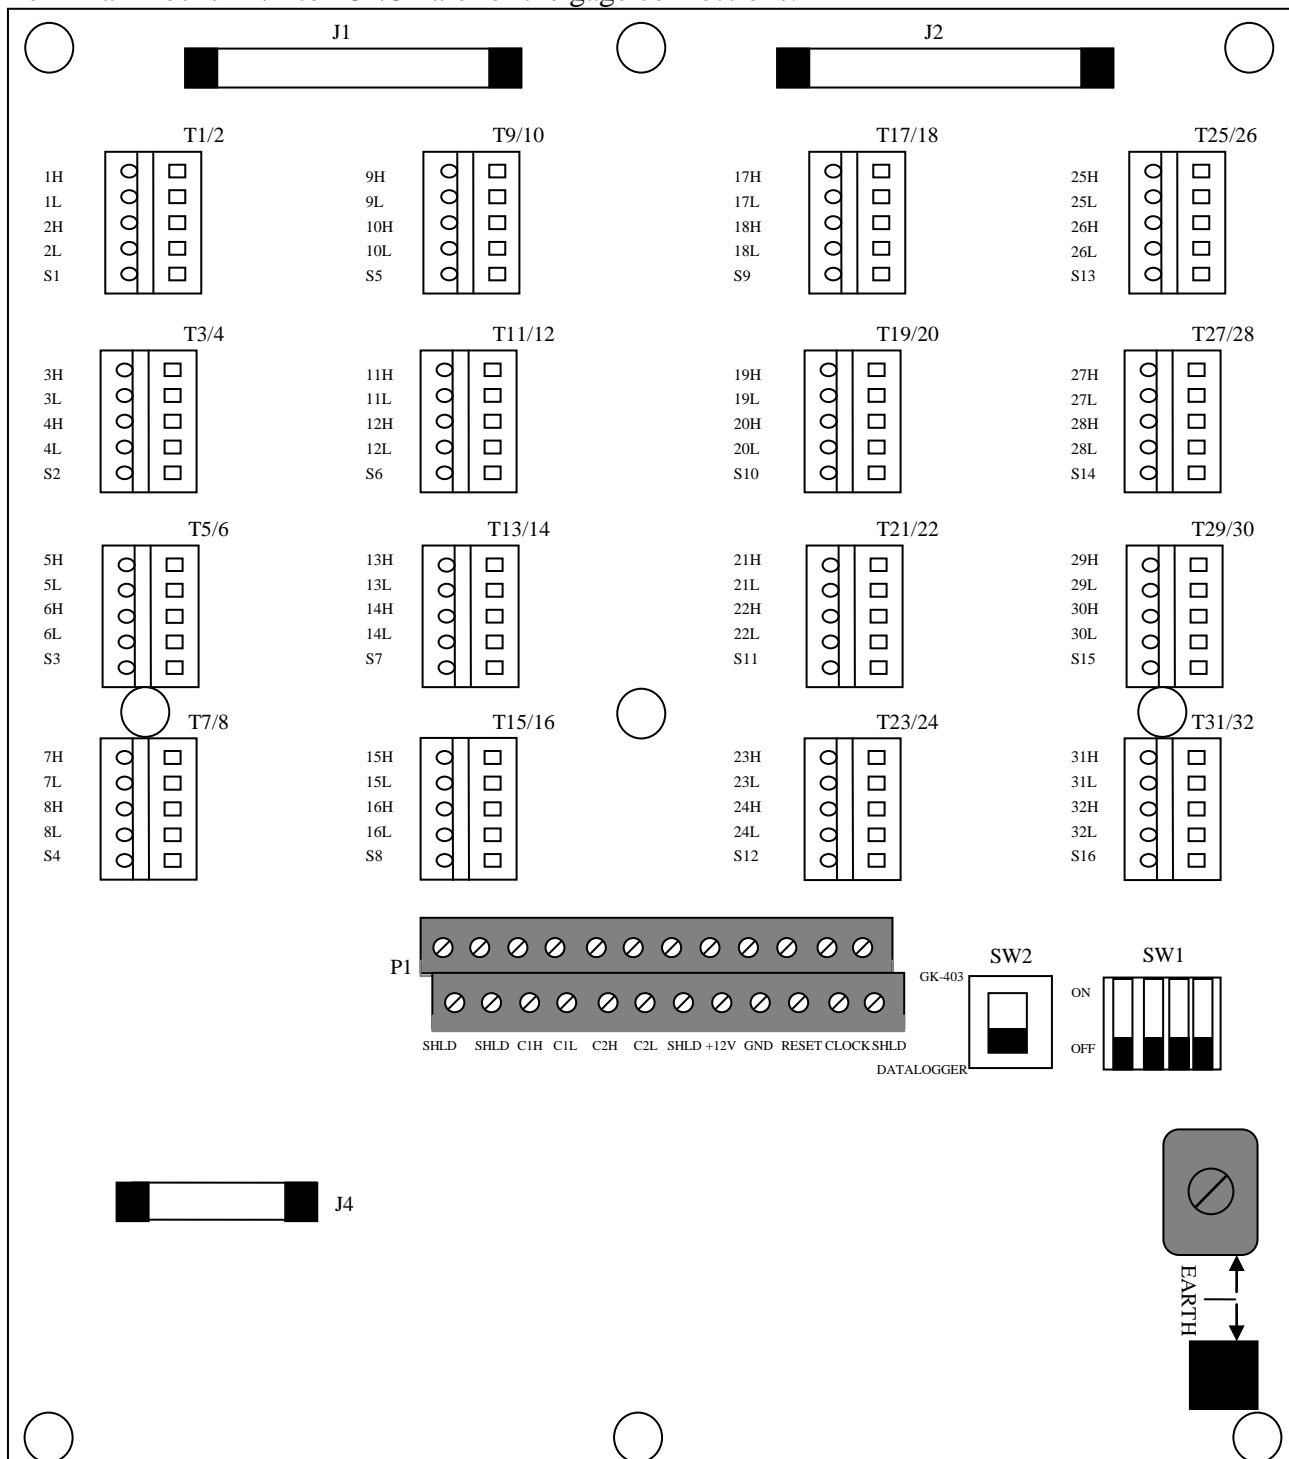 J1 J2
T1/2 T9/10 T17/18 T25/26
1H 9H 17H 25H
1L 9L 17L 25L
2H 10H 18H 26H
2L 10L 18L 26L
S1 S5 S9 S13
T3/4 T11/12 T19/20 T27/28
3H 11H 19H 27H
3L 11L 19L 27L
4H 12H 20H 28H
4L 12L 20L 28L
S2 S6 S10 S14
T5/6 T13/14 T21/22 T29/30
5H 13H 21H 29H
5L 13L 21L 29L
6H 14H 22H 30H
6L 14L 22L 30L
S3 S7 S11 S15
T7/8 T15/16 T23/24 T31/32
7H 15H 23H 31H
7L 15L 23L 31L
8H 16H 24H 32H
8L 16L 24L 32L
S4 S8 S12 S16
SW2 SW1
P1 GK-403
ON
SHLD SHLD C1H C1L C2H C2L SHLD +12V GND RESET CLOCK SHLD OFF
DATALOGGER
J4
EARTH